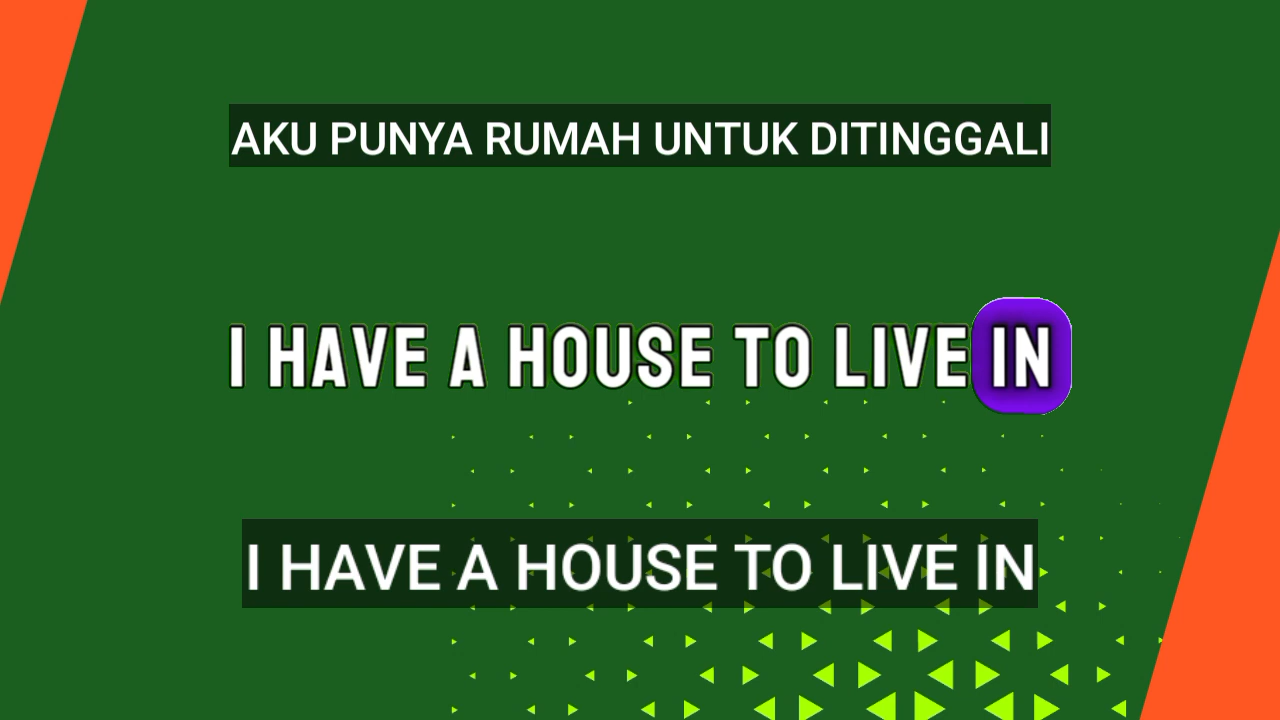 AKU PUNYA RUMAH UNTUK DITINGGALI
I HAVE A HOUSE TO LIVE IN
I HAVE A HOUSE TO LIVE IN